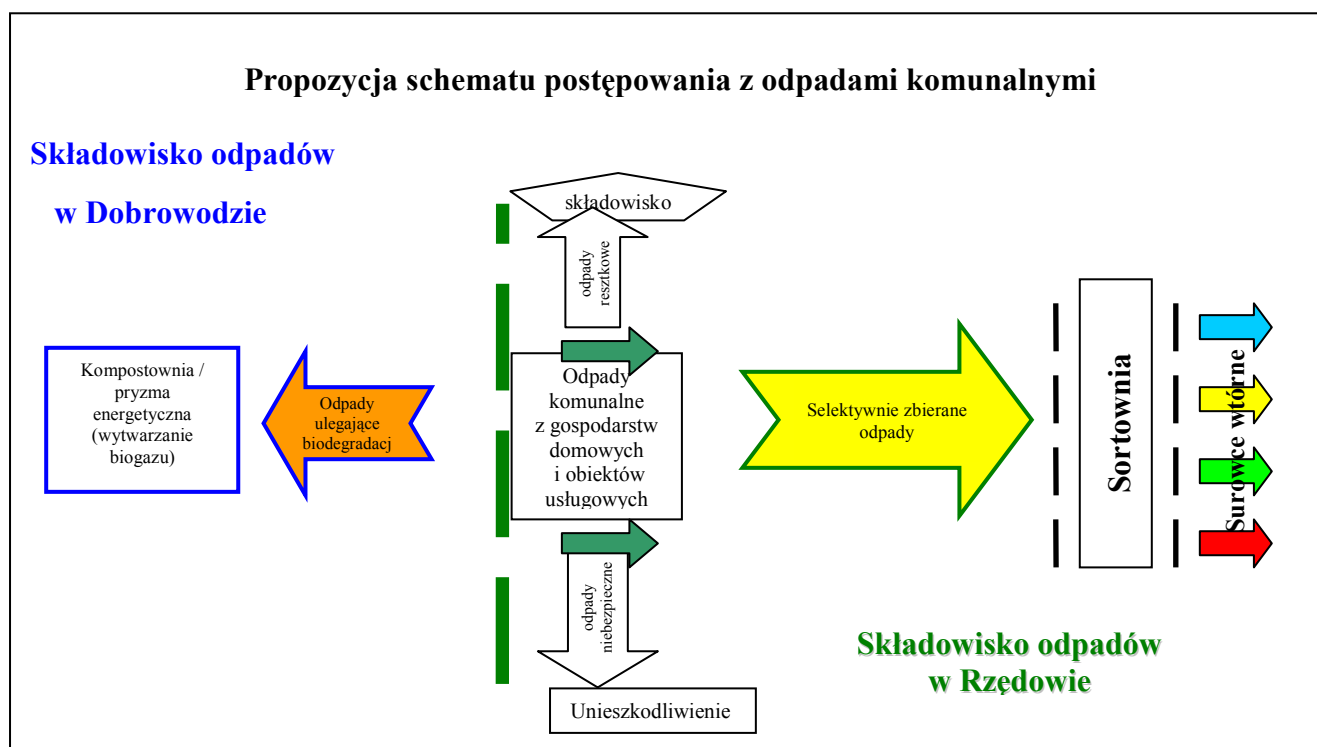 Propozycja schematu postępowania z odpadami komunalnymi
Składowisko odpadów
w Dobrowodzie
składowisko
odpady
resztkowe
Kompostownia /
pryzma
energetyczna
(wytwarzanie
biogazu)
Odpady
ulegające
biodegradacj
Odpady
komunalne
z gospodarstw
domowych
i obiektów
usługowych
Selektywnie zbierane
odpady
Sortownia
Surowce wtórne
odpady
niebezpieczne
Unieszkodliwienie
Składowisko odpadów
w Rzędowie